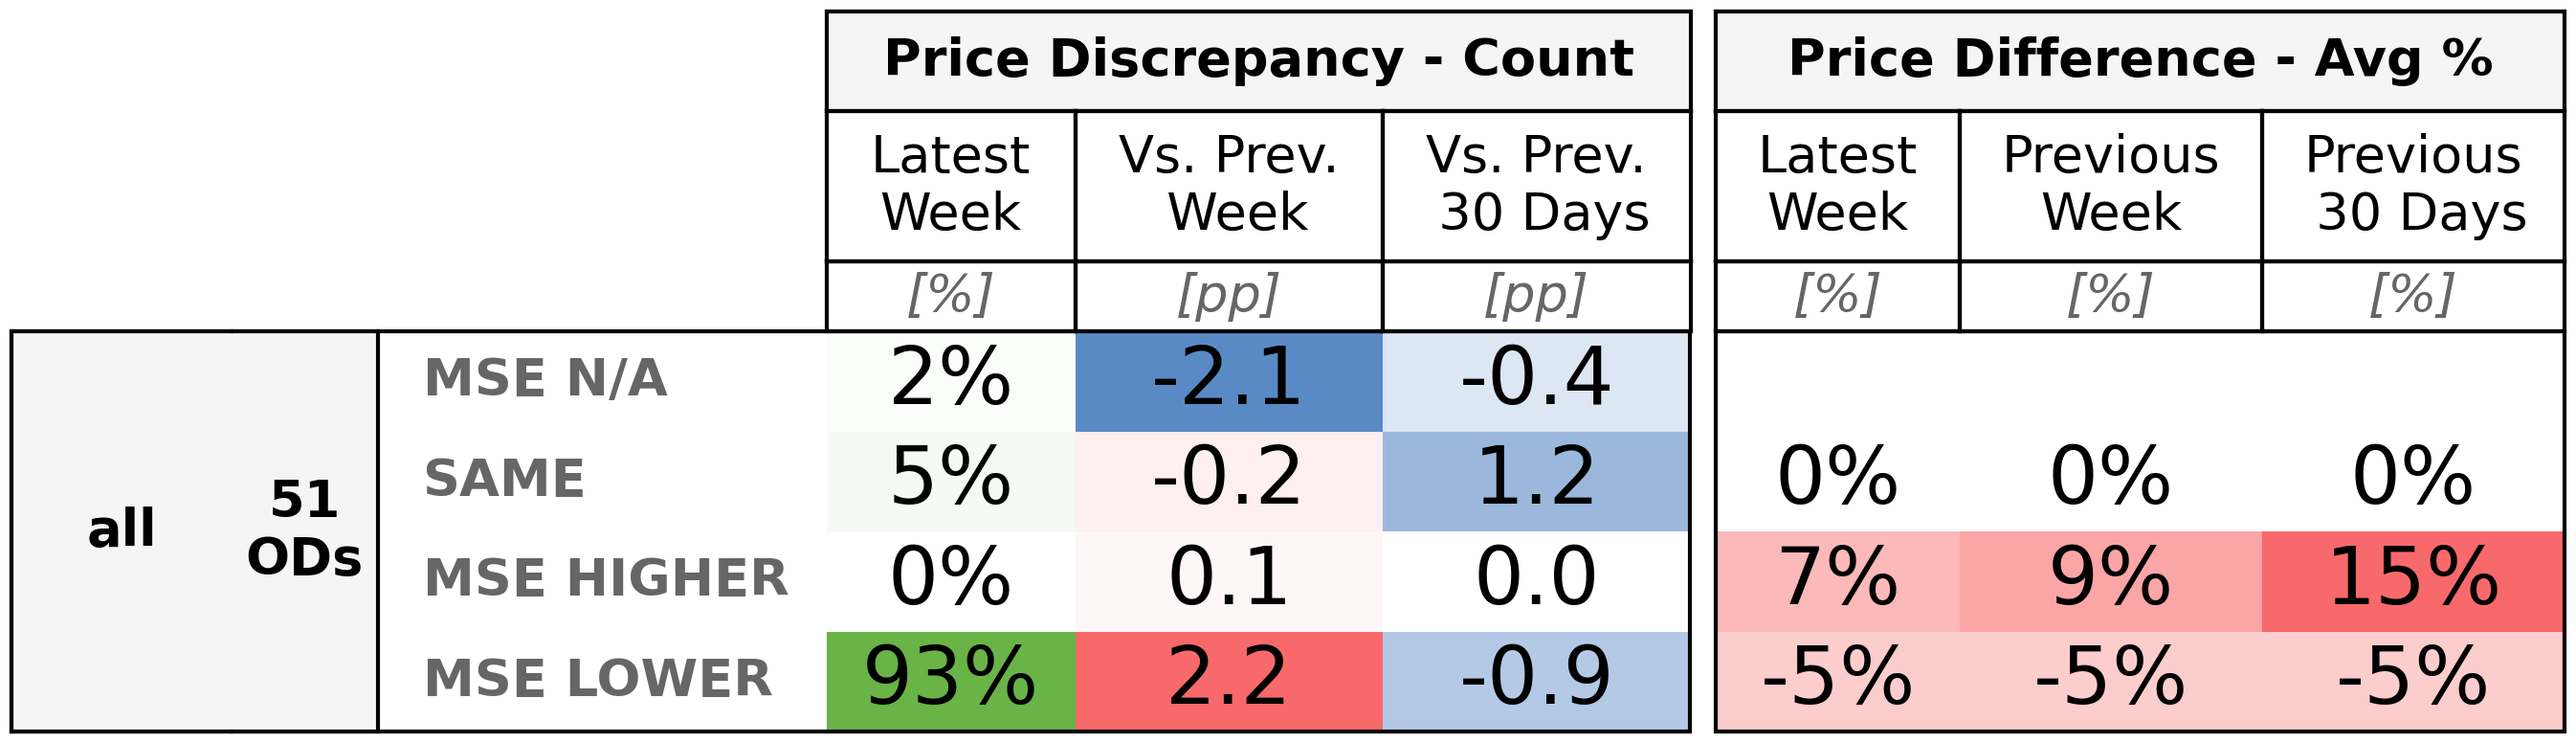 Price Discrepancy - Count Price Difference - Avg %
Latest Week Vs. Prev. Week Vs. Prev. 30 Days Latest Week Previous Week Previous 30 Days
[%] [pp] [pp] [%] [%] [%]
all 51 ODs
MSE N/A 2% -2.1 -0.4
SAME 5% -0.2 1.2 0% 0% 0%
MSE HIGHER 0% 0.1 0.0 7% 9% 15%
MSE LOWER 93% 2.2 -0.9 -5% -5% -5%